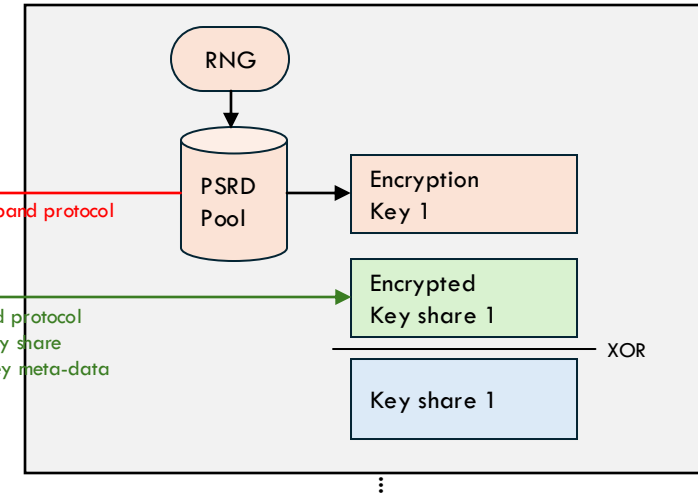 RNG
PSRD
Pool
Encryption
Key 1
protocol
Encrypted
Key share 1
protocol
share
meta-data
XOR
Key share 1